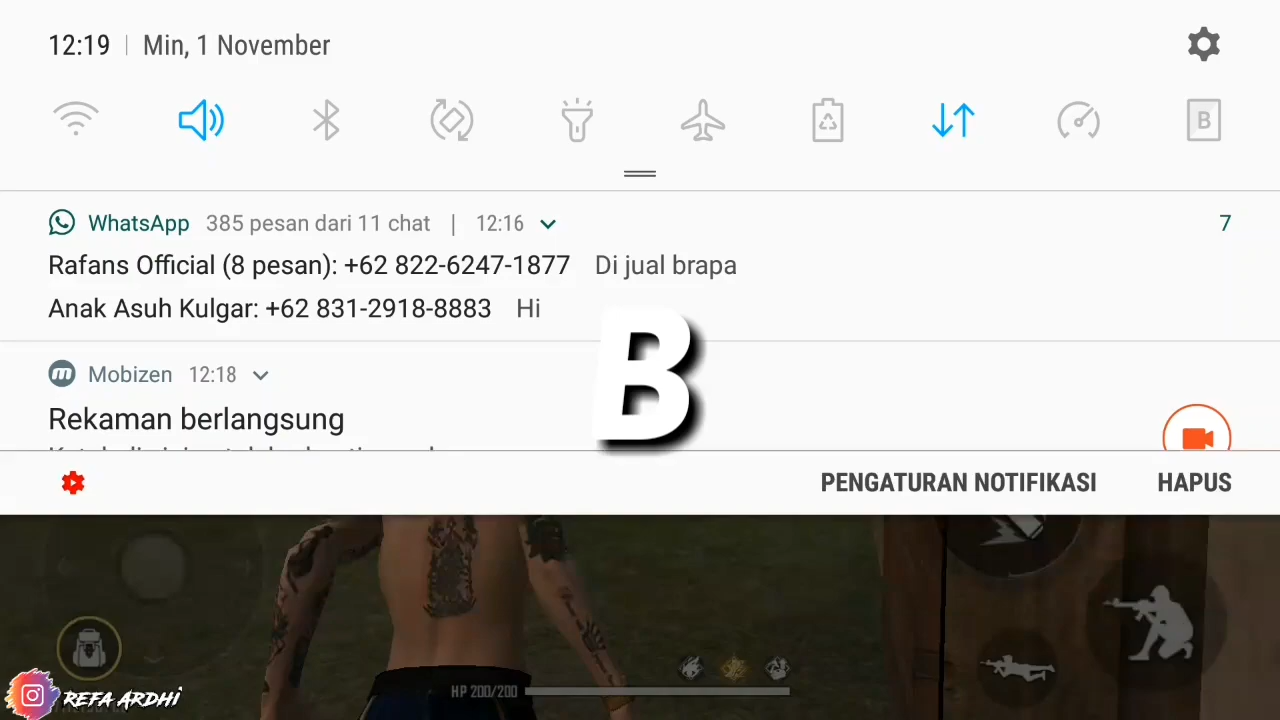 12:19 | Min, 1 November
B
WhatsApp 385 pesan dari 11 chat | 12:16
7
Rafans Official (8 pesan): +62 822-6247-1877 Di jual brapa
Anak Asuh Kulgar: +62 831-2918-8883 Hi
B
Mobizen 12:18
Rekaman berlangsung
PENGATURAN NOTIFIKASI HAPUS
HP 200/200
REFA ARDHI